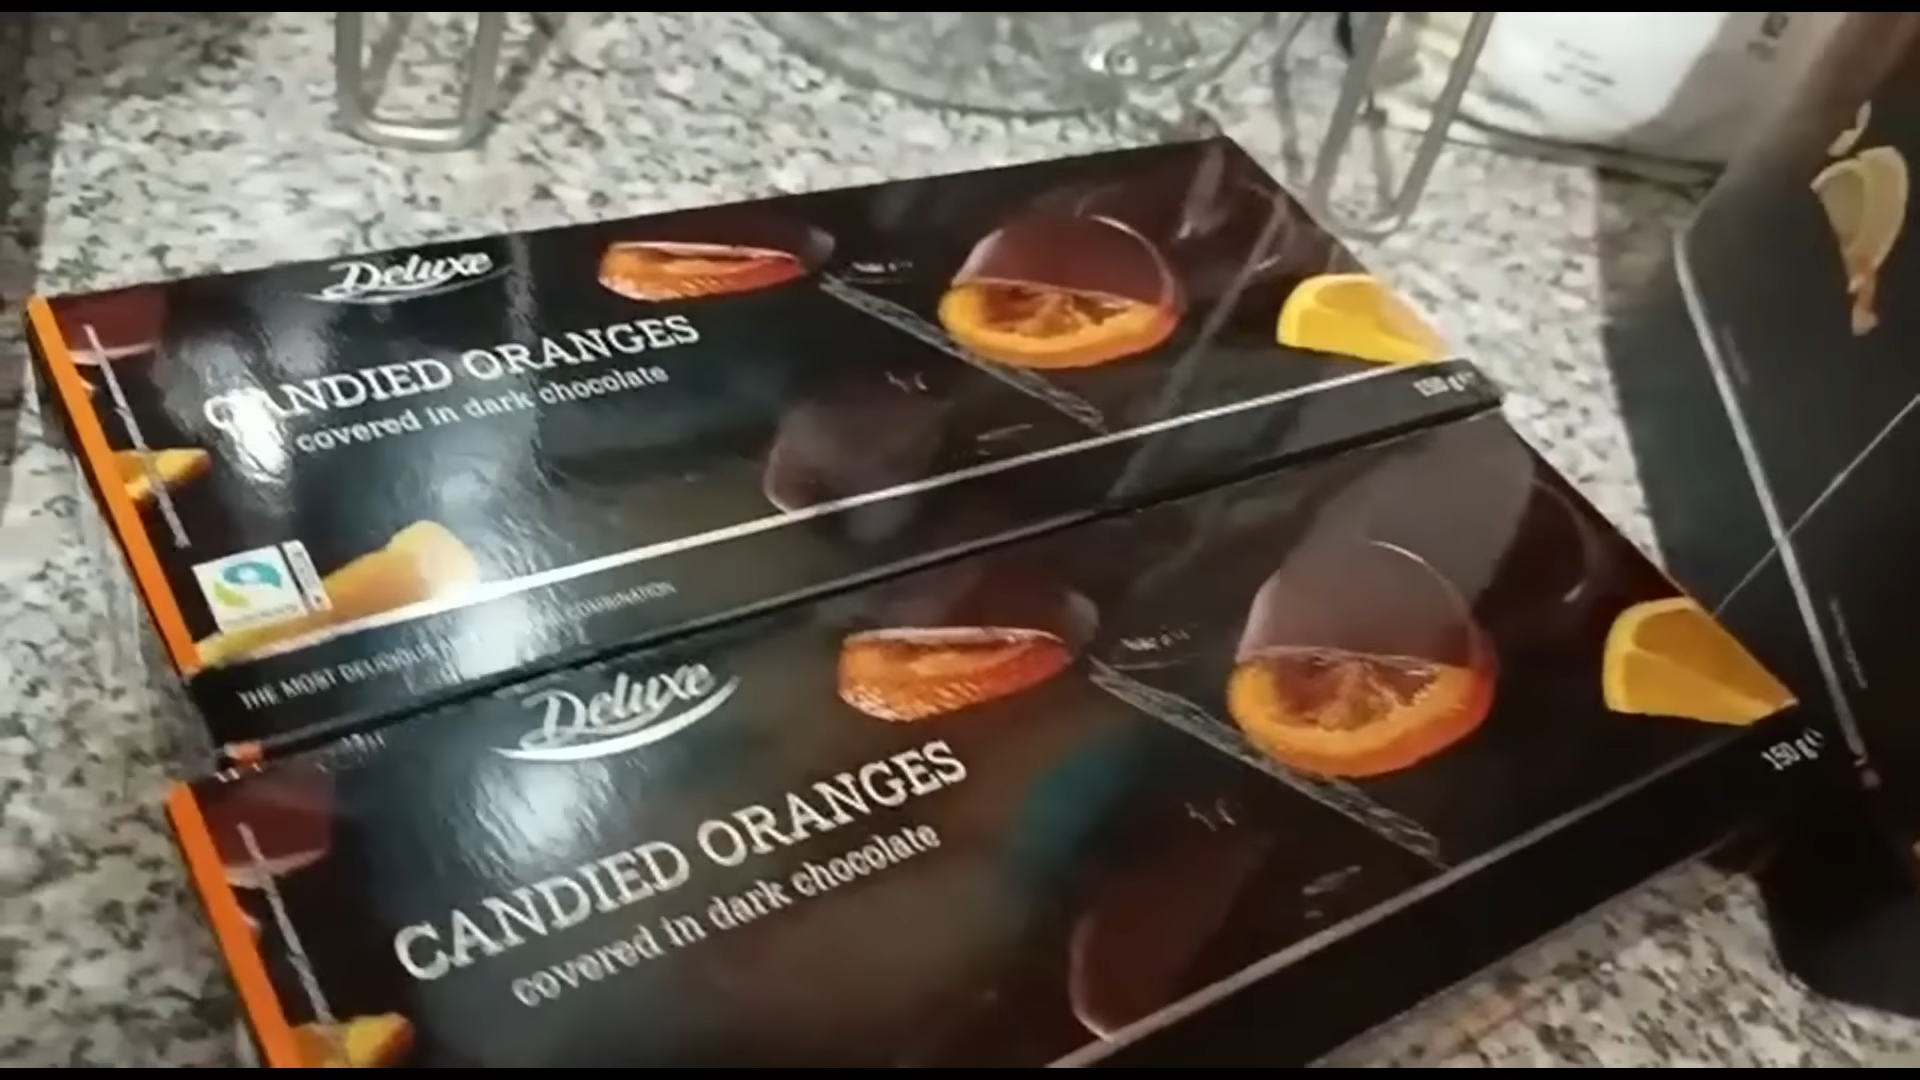 Deluxe
CANDIED ORANGES
covered in dark chocolate
150 g
THE MOST DELICIOUS
COMBINATION
Deluxe
CANDIED ORANGES
covered in dark chocolate
150 g